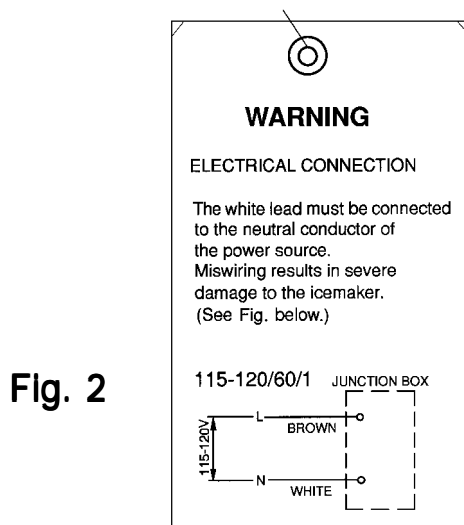 WARNING
ELECTRICAL CONNECTION
The white lead must be connected
to the neutral conductor of
the power source.
Miswiring results in severe
damage to the icemaker.
(See Fig. below.)
Fig. 2
115-120/60/1 JUNCTION BOX
L
BROWN
115-120V
N
WHITE